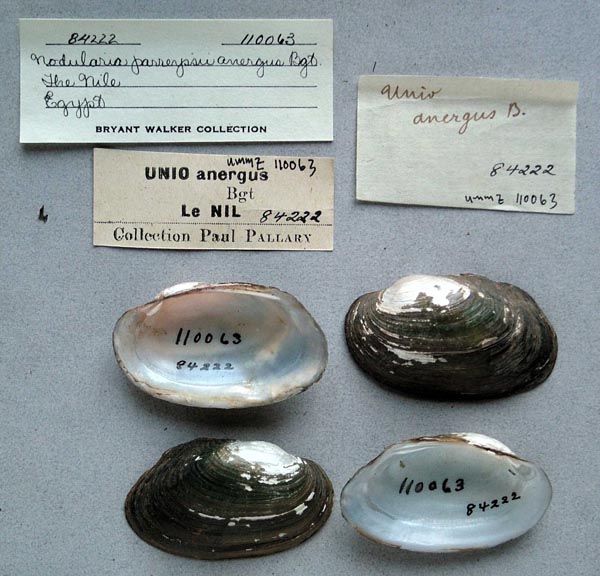 84222 110063
Nodularia parreyssii anergus Bgt.
The Nile
Egypt
BRYANT WALKER COLLECTION
Unio
anergus B.
84222
UMMZ 110063
UMMZ 110063
UNIO anergus
Bgt
Le NIL 84222
Collection Paul PALLARY
110063
84222
110063
84222